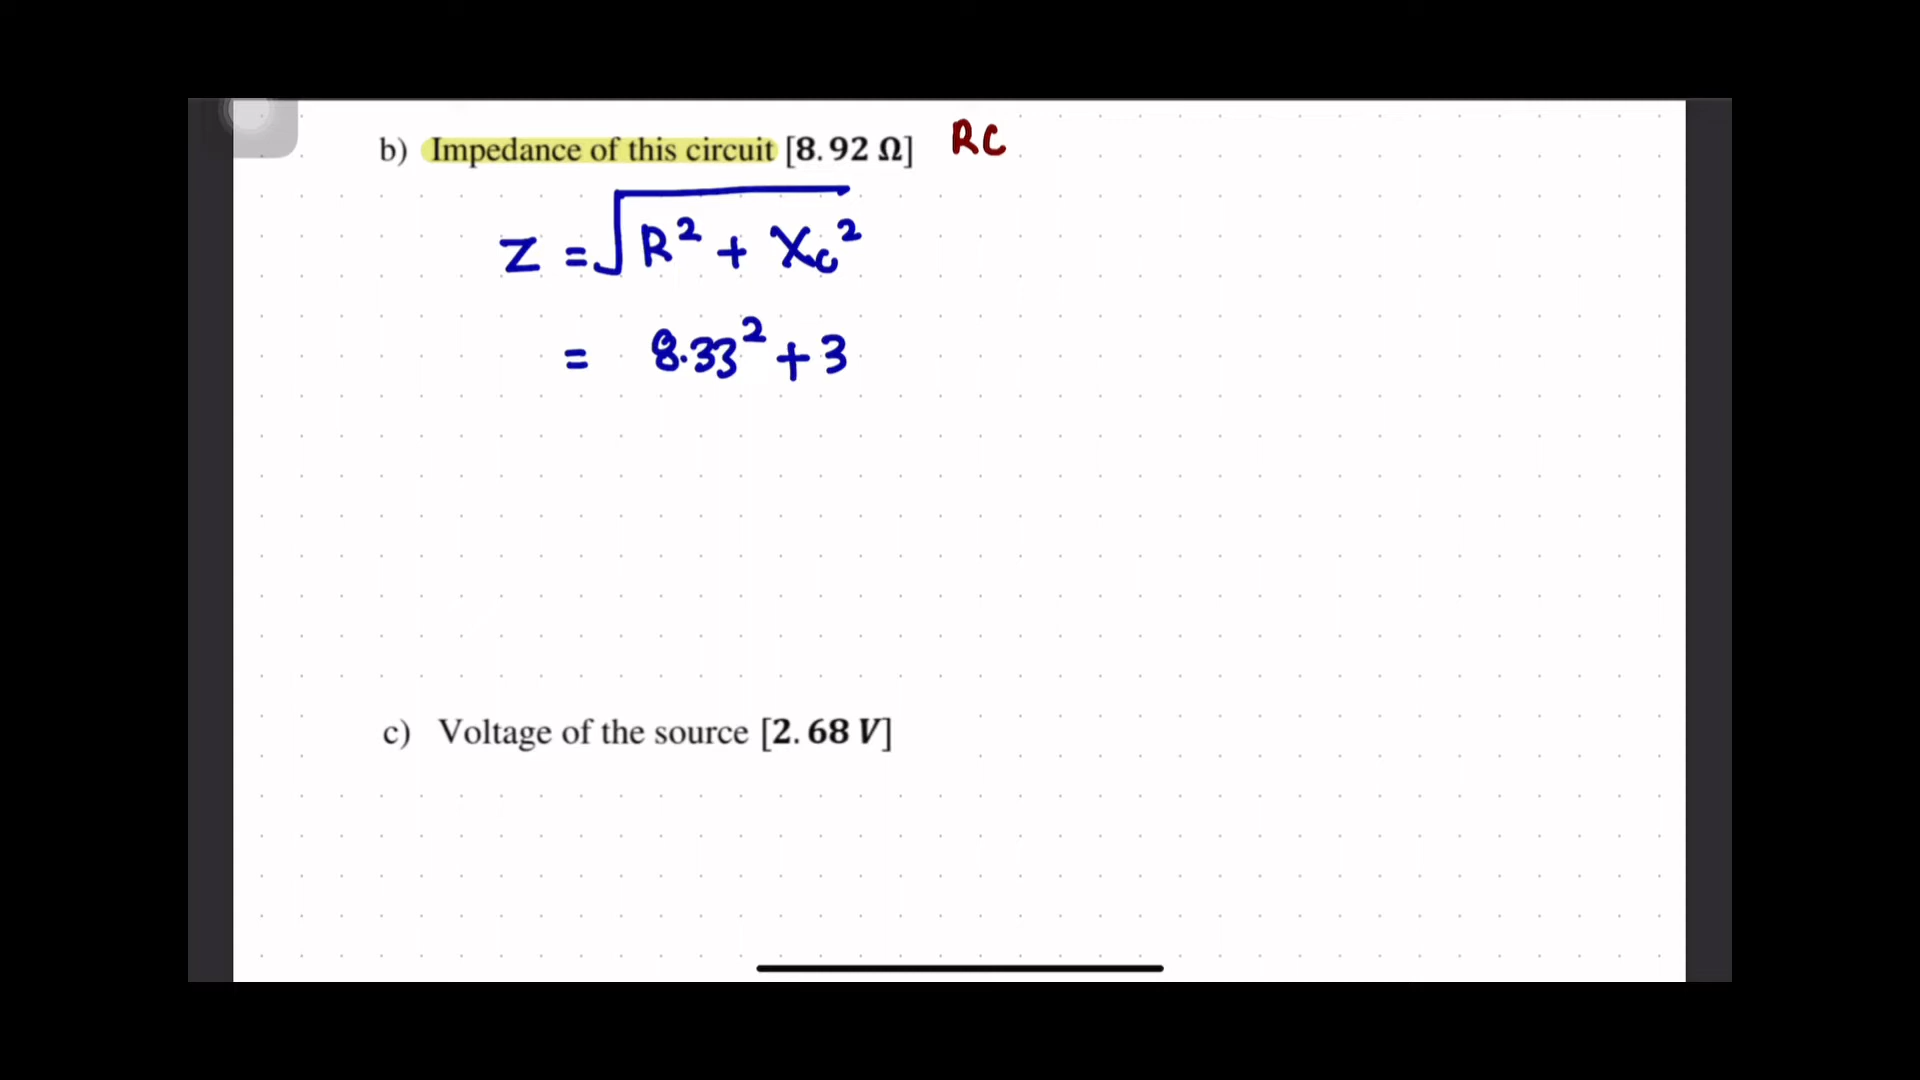 b) Impedance of this circuit [8.92 Ω] RC
Z = √R² + Xc²
= 8.33² + 3
c) Voltage of the source [2.68 V]